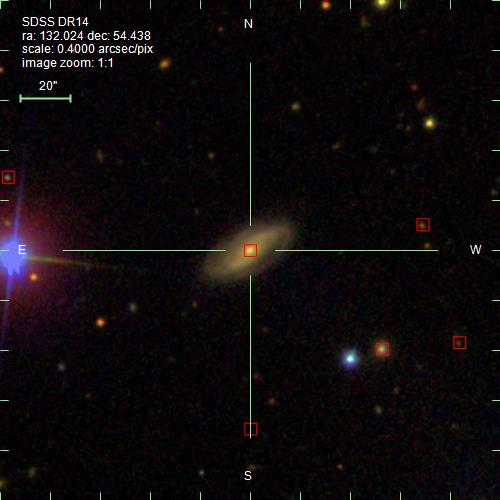 SDSS DR14
ra: 132.024 dec: 54.438
scale: 0.4000 arcsec/pix
image zoom: 1:1
20"
N
E
W
S